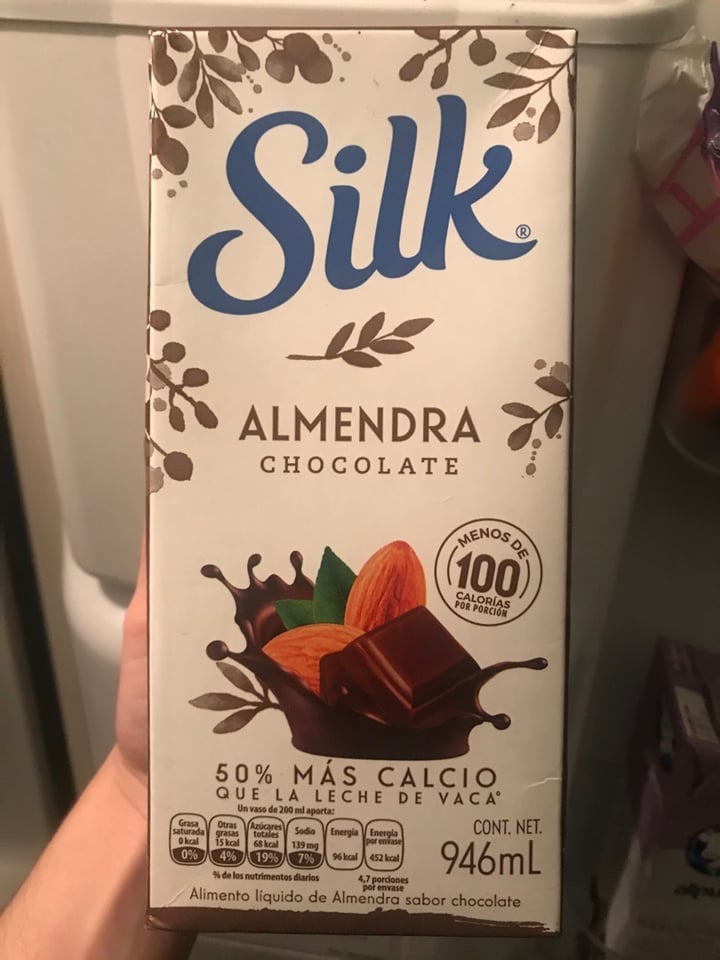 Silk®
ALMENDRA
CHOCOLATE
MENOS DE
100
CALORÍAS
POR PORCIÓN
50% MÁS CALCIO
QUE LA LECHE DE VACA*
Un vaso de 200 ml aporta:
Grasa saturada 0 kcal 0%
Otras grasas 15 kcal 4%
Azúcares totales 68 kcal 19%
Sodio 139 mg 7%
Energía 96 kcal
Energía por envase 452 kcal
% de los nutrimentos diarios
4,7 porciones por envase
CONT. NET.
946mL
Alimento líquido de Almendra sabor chocolate